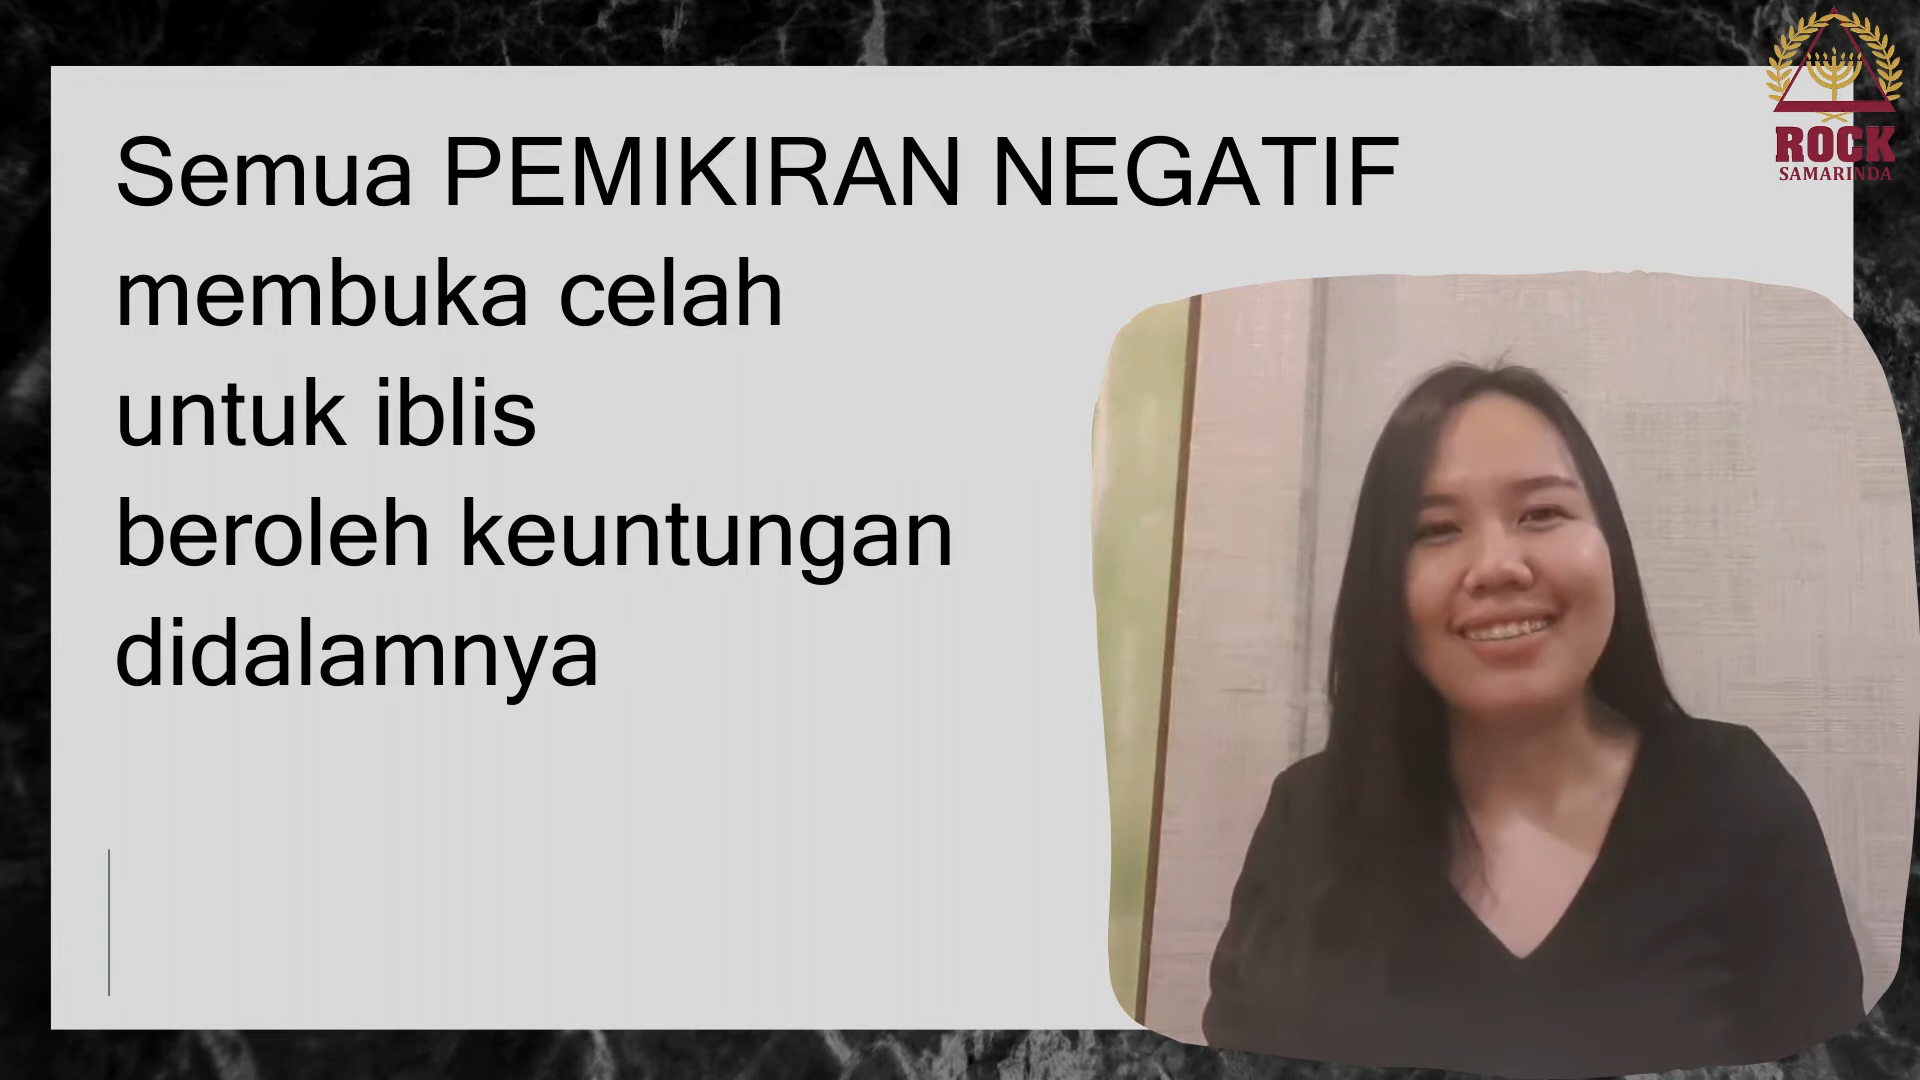 Semua PEMIKIRAN NEGATIF
membuka celah
untuk iblis
beroleh keuntungan
didalamnya
ROCK
SAMARINDA